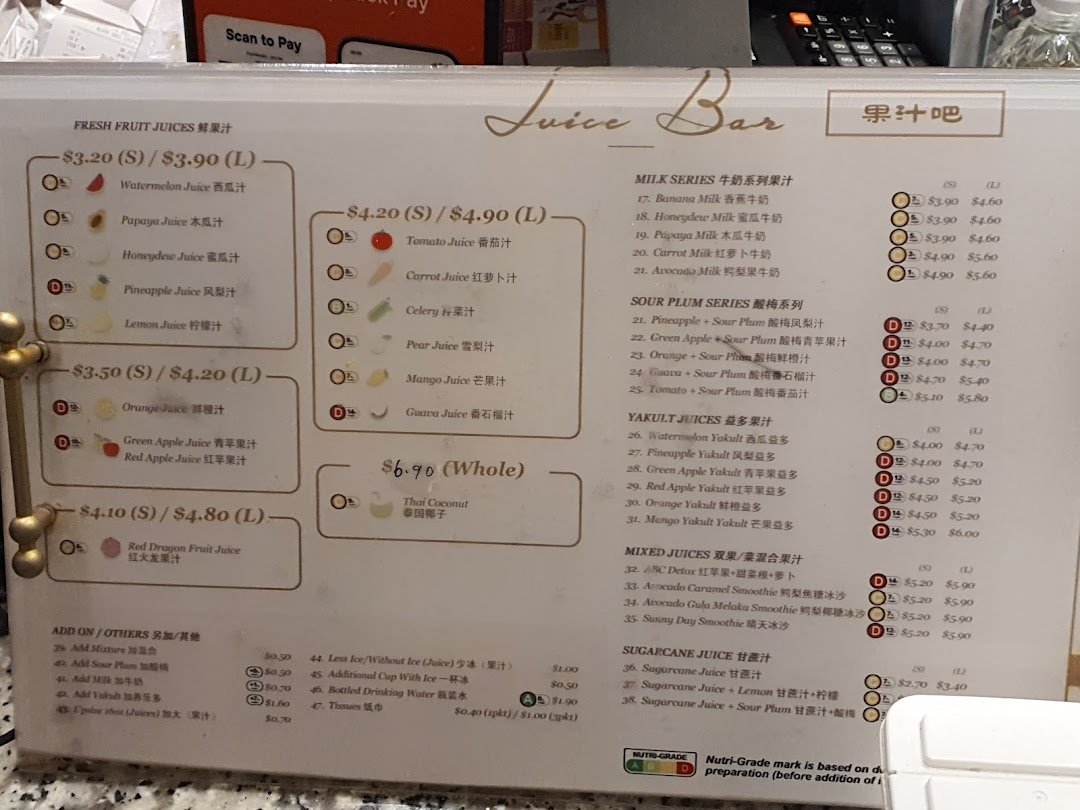 Scan to Pay
Pay
Juice Bar
果汁吧
FRESH FRUIT JUICES 鲜果汁
$3.20 (S) / $3.90 (L)
Watermelon Juice 西瓜汁
Papaya Juice 木瓜汁
Honeydew Juice 蜜瓜汁
Pineapple Juice 凤梨汁
Lemon Juice 柠檬汁
$3.50 (S) / $4.20 (L)
Orange Juice 鲜橙汁
Green Apple Juice 青苹果汁
Red Apple Juice 红苹果汁
$4.10 (S) / $4.80 (L)
Red Dragon Fruit Juice
红火龙果汁
$4.20 (S) / $4.90 (L)
Tomato Juice 番茄汁
Carrot Juice 红萝卜汁
Celery 芹菜汁
Pear Juice 雪梨汁
Mango Juice 芒果汁
Guava Juice 番石榴汁
$6.90 (Whole)
Thai Coconut
泰国椰子
MILK SERIES 牛奶系列果汁 (S) (L)
17. Banana Milk 香蕉牛奶 $3.90 $4.60
18. Honeydew Milk 蜜瓜牛奶 $3.90 $4.60
19. Papaya Milk 木瓜牛奶 $3.90 $4.60
20. Carrot Milk 红萝卜牛奶 $4.90 $5.60
21. Avocado Milk 鳄梨果牛奶 $4.90 $5.60
SOUR PLUM SERIES 酸梅系列 (S) (L)
21. Pineapple + Sour Plum 酸梅凤梨汁 D $3.70 $4.40
22. Green Apple + Sour Plum 酸梅青苹果汁 D $4.00 $4.70
23. Orange + Sour Plum 酸梅鲜橙汁 D $4.00 $4.70
24. Guava + Sour Plum 酸梅番石榴汁 D $4.70 $5.40
25. Tomato + Sour Plum 酸梅番茄汁 $5.10 $5.80
YAKULT JUICES 益多果汁 (S) (L)
26. Watermelon Yakult 西瓜益多 $4.00 $4.70
27. Pineapple Yakult 凤梨益多 D $4.00 $4.70
28. Green Apple Yakult 青苹果益多 D $4.50 $5.20
29. Red Apple Yakult 红苹果益多 D $4.50 $5.20
30. Orange Yakult 鲜橙益多 D $4.50 $5.20
31. Mango Yakult Yakult 芒果益多 D $5.30 $6.00
MIXED JUICES 双果/菜混合果汁 (S) (L)
32. ABC Detox 红苹果+甜菜根+萝卜 D $5.20 $5.90
33. Avocado Caramel Smoothie 鳄梨焦糖冰沙 $5.20 $5.90
34. Avocado Gula Melaka Smoothie 鳄梨椰糖冰沙 $5.20 $5.90
35. Sunny Day Smoothie 晴天冰沙 D $5.20 $5.90
SUGARCANE JUICE 甘蔗汁 (S) (L)
36. Sugarcane Juice 甘蔗汁 $2.70 $3.40
37. Sugarcane Juice + Lemon 甘蔗汁+柠檬
38. Sugarcane Juice + Sour Plum 甘蔗汁+酸梅
ADD ON / OTHERS 另加/其他
39. Add Mixture 加混合 $0.50
40. Add Sour Plum 加酸梅 $0.50
41. Add Milk 加牛奶 $0.70
42. Add Yakult 加养乐多 $1.60
43. Upsize 16oz (Juices) 加大（果汁） $0.70
44. Less Ice/Without Ice (Juice) 少冰（果汁） $1.00
45. Additional Cup With Ice 一杯冰 $0.50
46. Bottled Drinking Water 瓶装水 A $1.90
47. Tissues 纸巾 $0.40 (1pkt) / $1.00 (3pkt)
NUTRI-GRADE
A B C D
Nutri-Grade mark is based on
preparation (before addition of